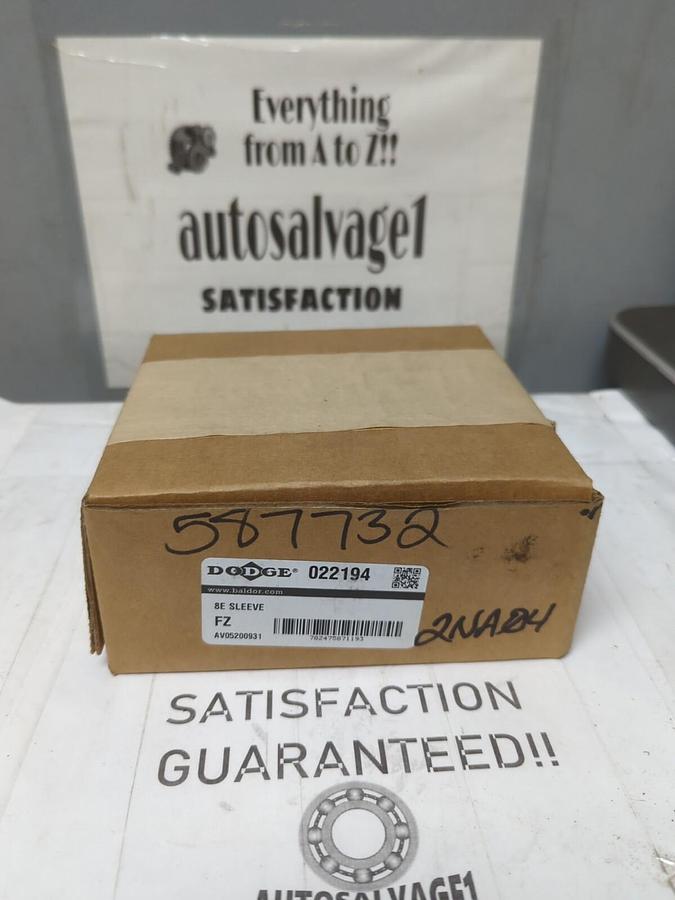 Everything
from A to Z!!
autosalvage1
SATISFACTION
587732
DODGE® 022194
www.baldor.com
8E SLEEVE
FZ
AV05200931
782475871193
2NA04
SATISFACTION
GUARANTEED!!
AUTOSALVAGE1